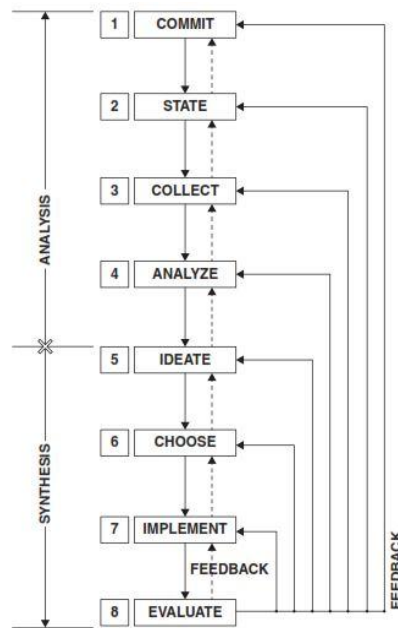 1 COMMIT
2 STATE
3 COLLECT
ANALYSIS
4 ANALYZE
5 IDEATE
6 CHOOSE
SYNTHESIS
7 IMPLEMENT
FEEDBACK
8 EVALUATE
FEEDBACK